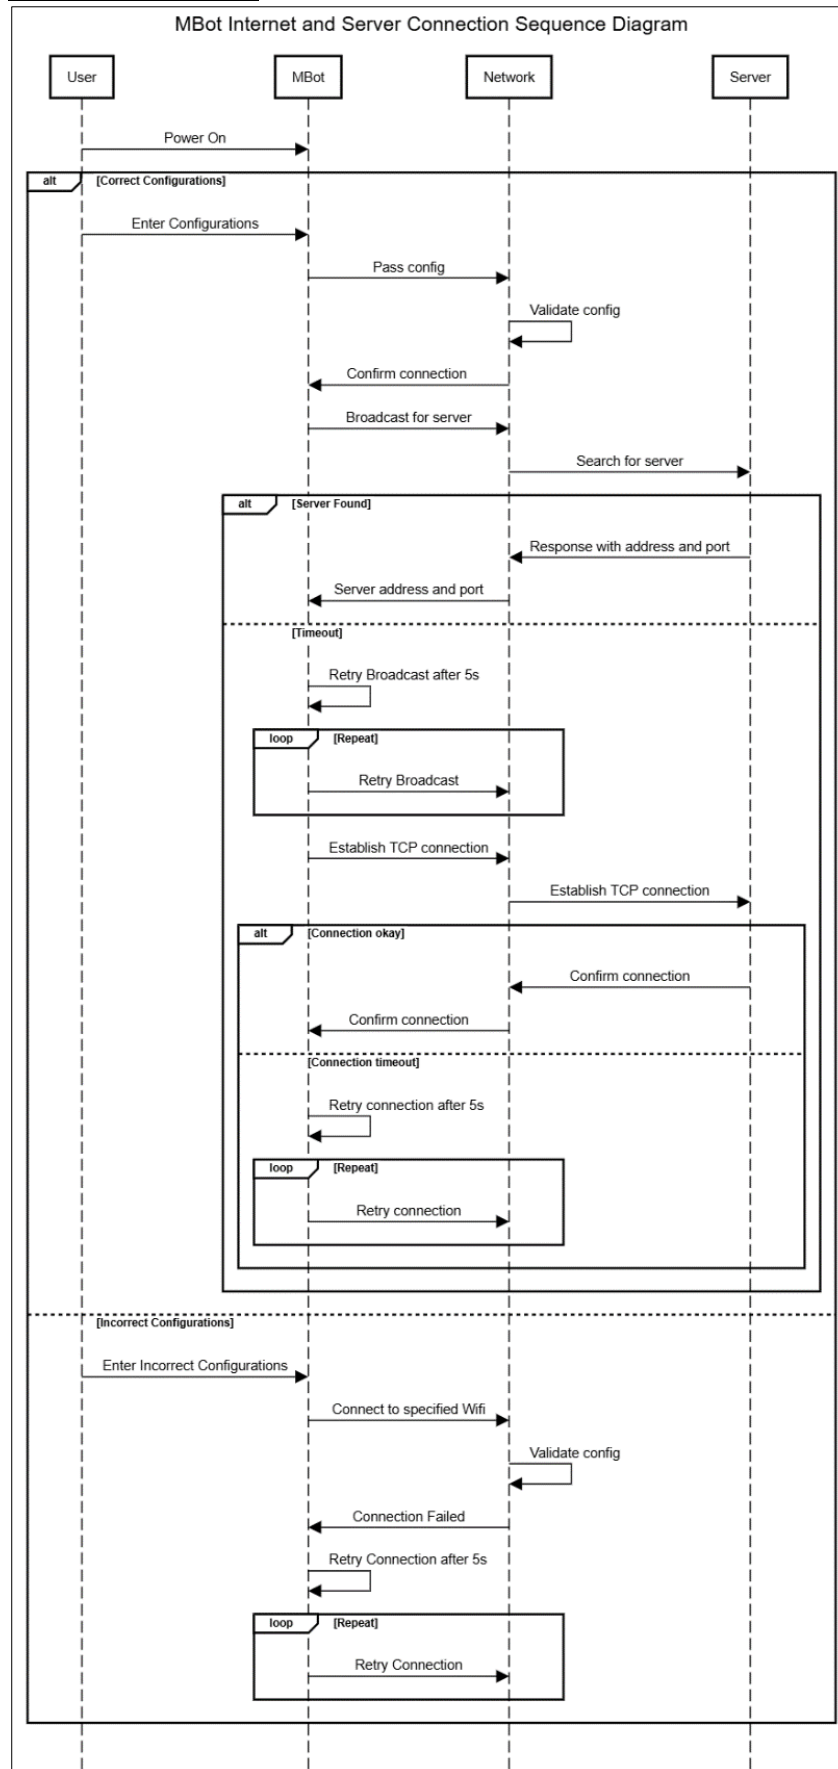 MBot Internet and Server Connection Sequence Diagram
User
MBot
Network
Server
Power On
alt
[Correct Configurations]
Enter Configurations
Pass config
Validate config
Confirm connection
Broadcast for server
Search for server
alt
[Server Found]
Response with address and port
Server address and port
[Timeout]
Retry Broadcast after 5s
loop
[Repeat]
Retry Broadcast
Establish TCP connection
Establish TCP connection
alt
[Connection okay]
Confirm connection
Confirm connection
[Connection timeout]
Retry connection after 5s
loop
[Repeat]
Retry connection
[Incorrect Configurations]
Enter Incorrect Configurations
Connect to specified Wifi
Validate config
Connection Failed
Retry Connection after 5s
loop
[Repeat]
Retry Connection